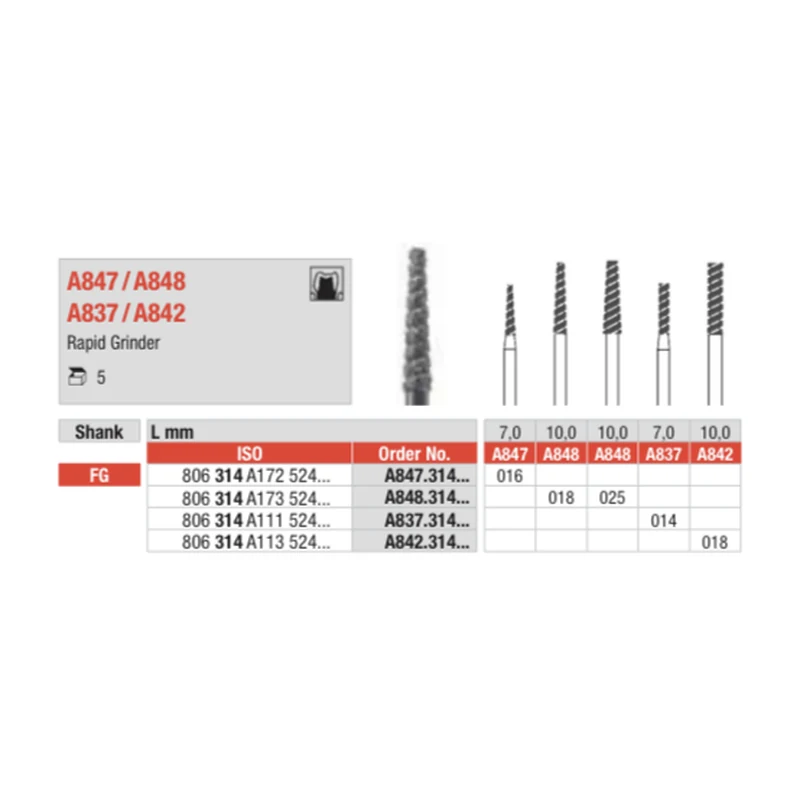 A847/A848
A837/A842
Rapid Grinder
5
Shank L mm 7,0 10,0 10,0 7,0 10,0
ISO Order No. A847 A848 A848 A837 A842
FG 806 314 A172 524... A847.314... 016
806 314 A173 524... A848.314... 018 025
806 314 A111 524... A837.314... 014
806 314 A113 524... A842.314... 018